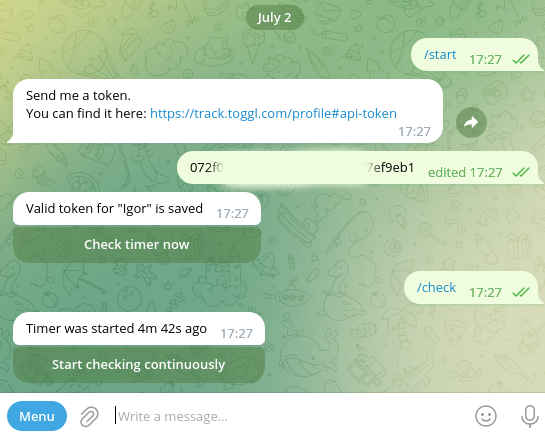 July 2
/start 17:27
Send me a token.
You can find it here: https://track.toggl.com/profile#api-token
17:27
072f0 7ef9eb1 edited 17:27
Valid token for "Igor" is saved 17:27
Check timer now
/check 17:27
Timer was started 4m 42s ago 17:27
Start checking continuously
Menu Write a message...